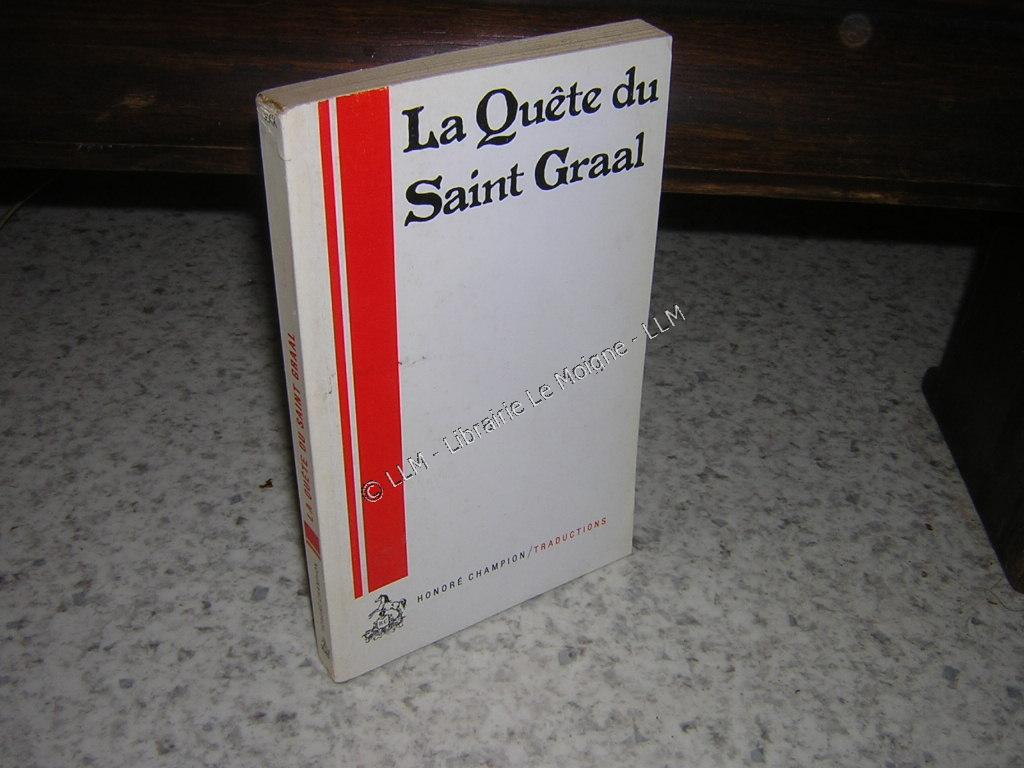 La Quête du
Saint Graal
HONORÉ CHAMPION/TRADUCTIONS
LA QUÊTE DU SAINT GRAAL
© LLM - Librairie Le Moigne - LLM